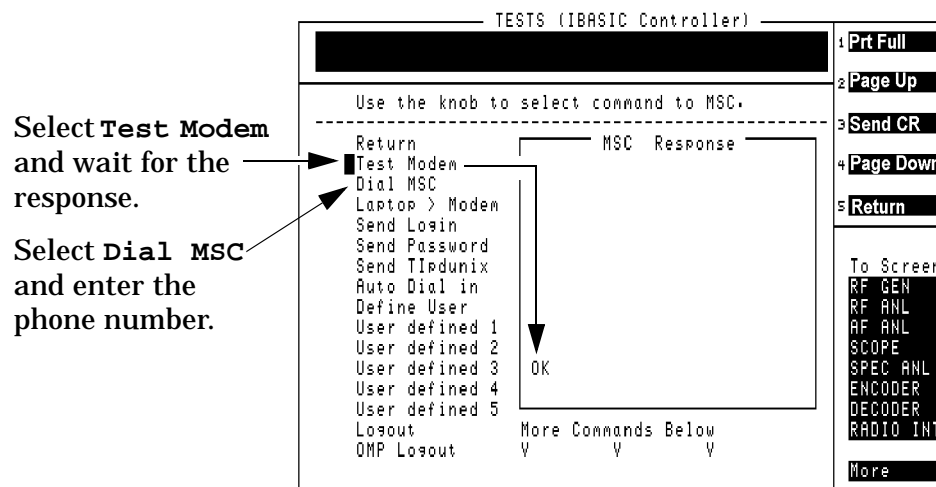 TESTS (IBASIC Controller)
Use the knob to select command to MSC.
Select Test Modem
and wait for the
response.
Select Dial MSC
and enter the
phone number.
Return
Test Modem
Dial MSC
Laptop > Modem
Send Login
Send Password
Send TIpdunix
Auto Dial in
Define User
User defined 1
User defined 2
User defined 3
User defined 4
User defined 5
Logout
OMP Logout
MSC Response
OK
More Commands Below
V V V
1 Prt Full
2 Page Up
3 Send CR
4 Page Down
5 Return
To Screen
RF GEN
RF ANL
AF ANL
SCOPE
SPEC ANL
ENCODER
DECODER
RADIO INT
More